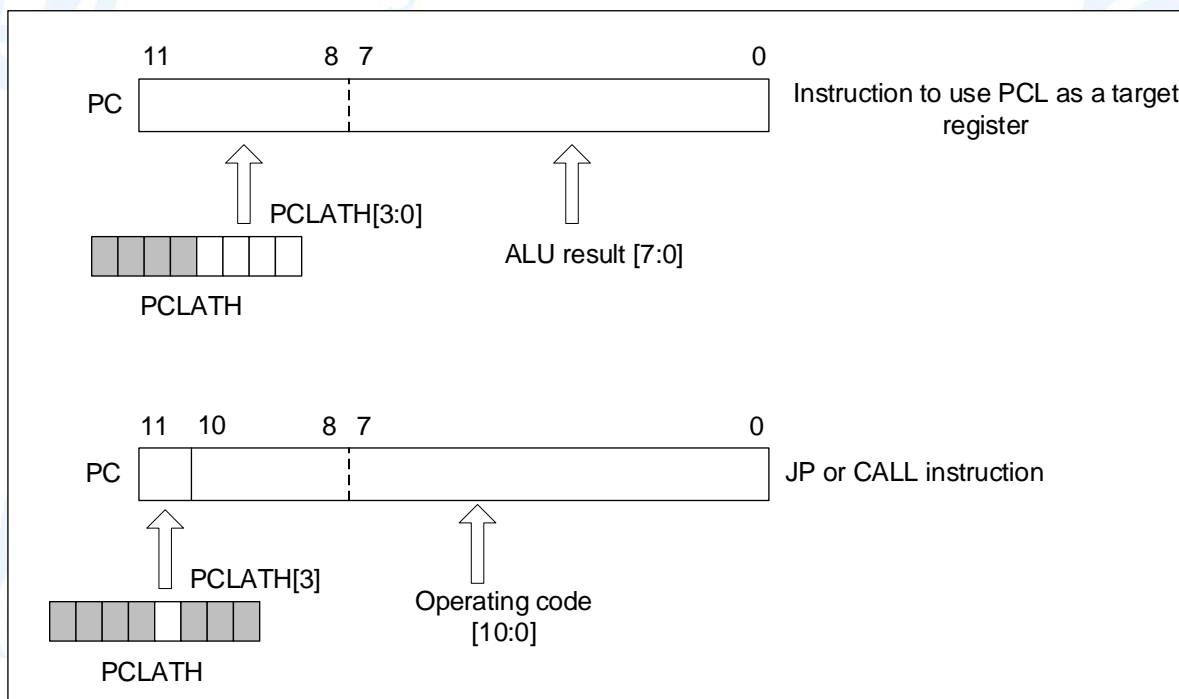 11 8 7 0
PC
Instruction to use PCL as a target
register
PCLATH[3:0]
ALU result [7:0]
PCLATH
11 10 8 7 0
PC
JP or CALL instruction
PCLATH[3]
Operating code
[10:0]
PCLATH